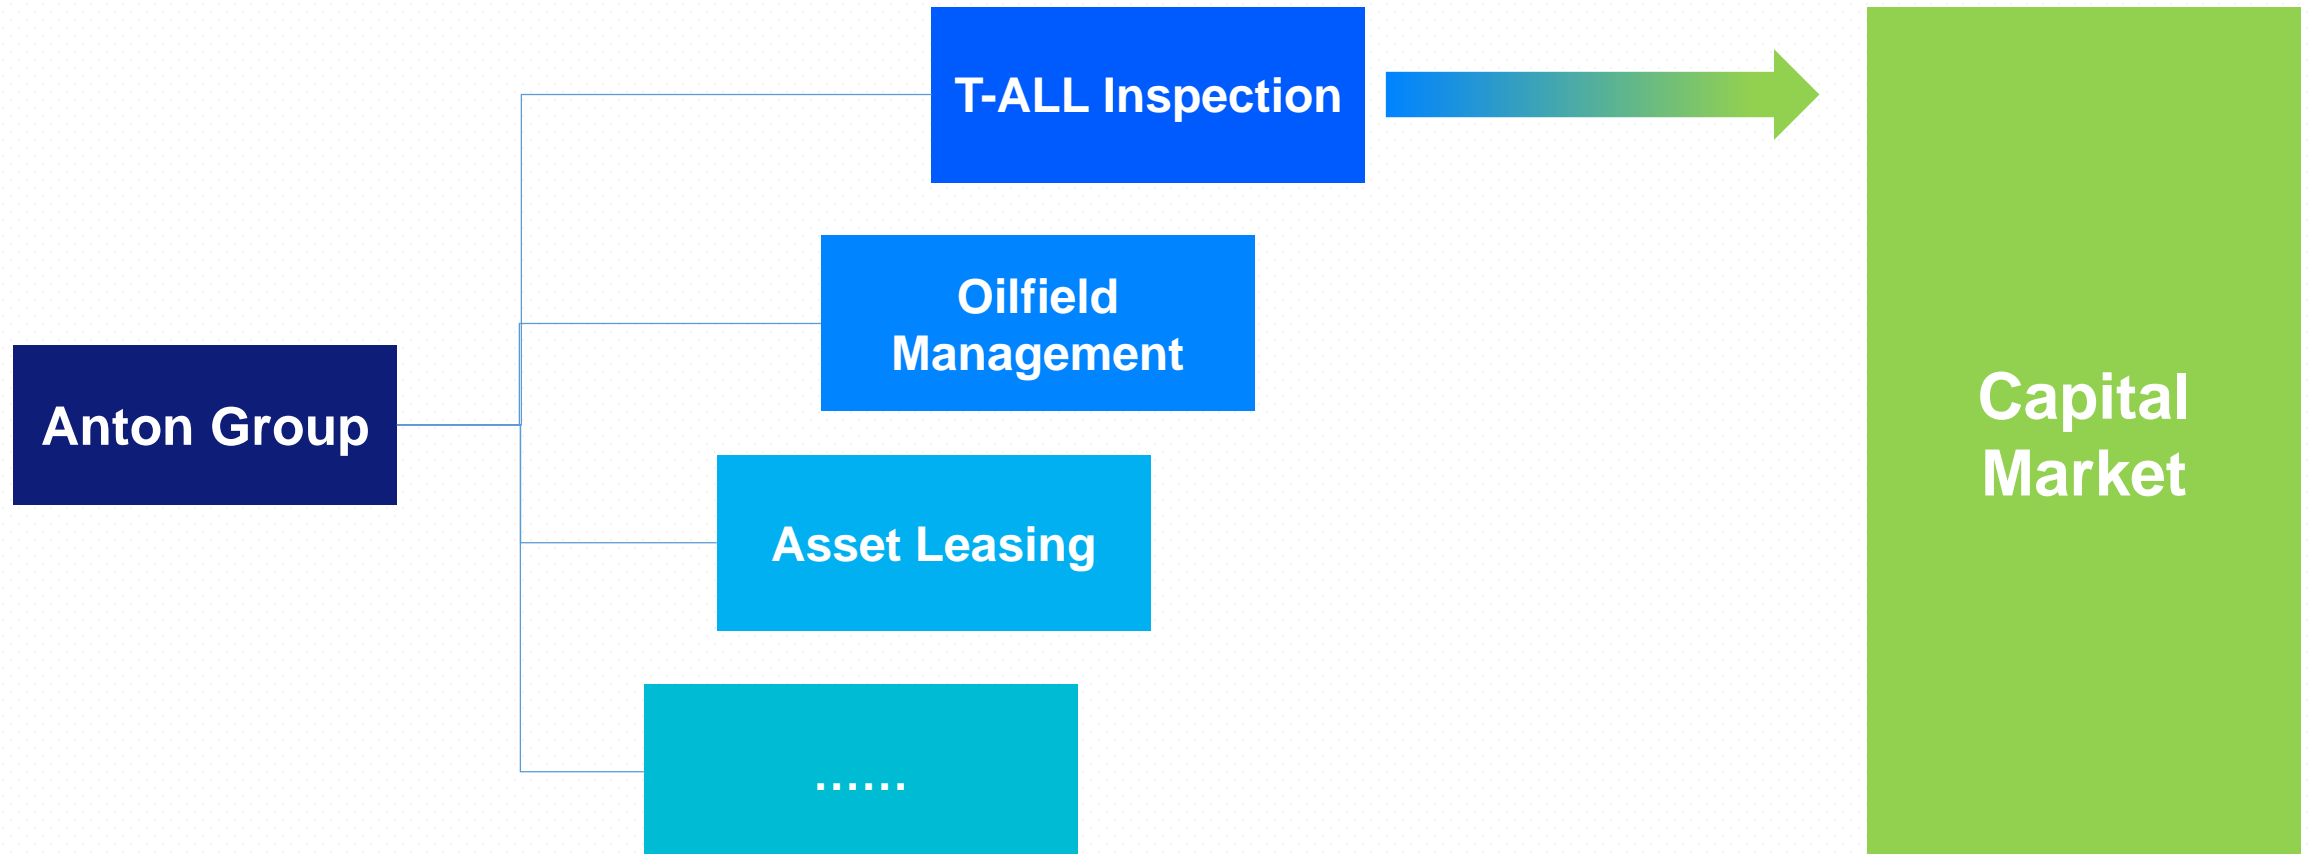 T-ALL Inspection
Oilfield
Management
Anton Group
Capital
Market
Asset Leasing
……